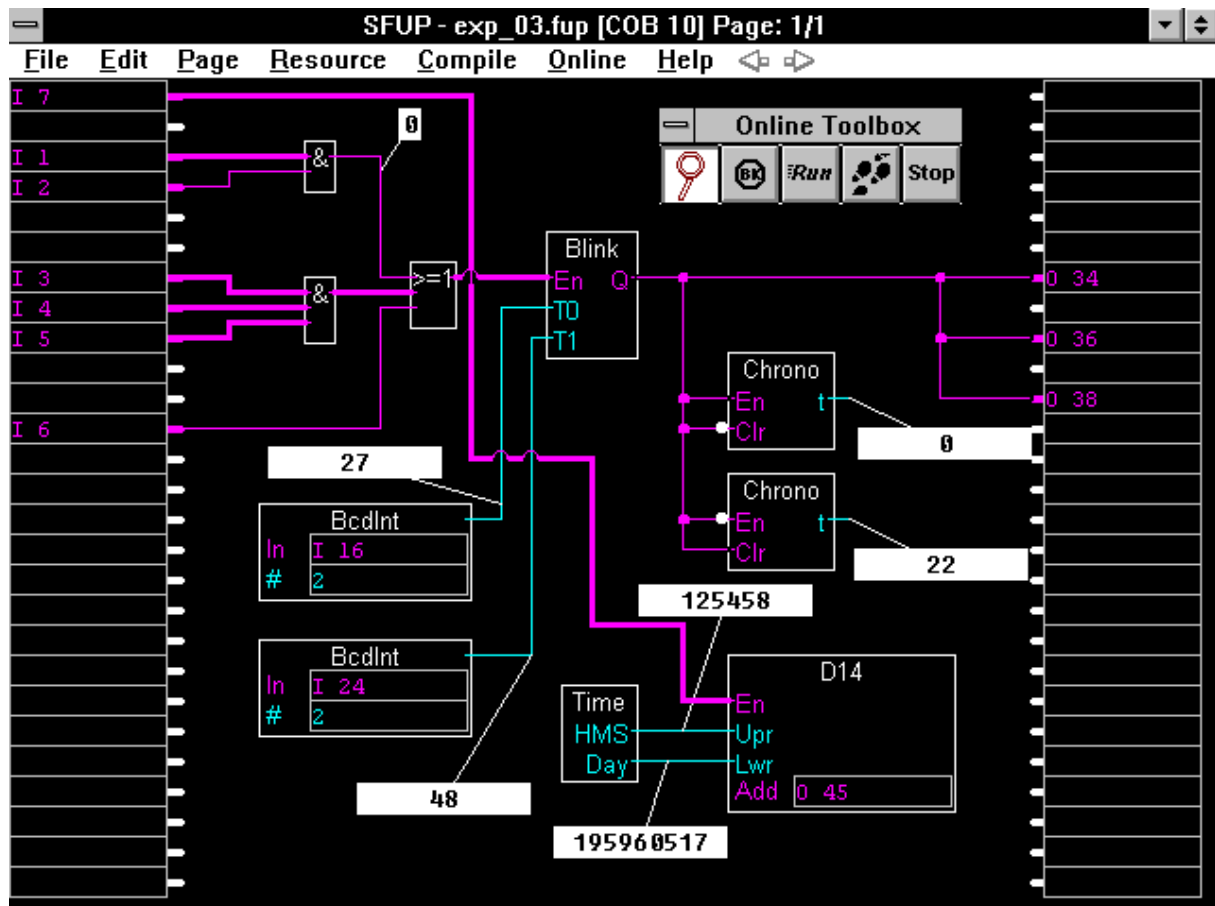 SFUP - exp_03.fup [COB 10] Page: 1/1
File Edit Page Resource Compile Online Help
I 7
0
Online Toolbox
BK Run Stop
I 1
&
I 2
Blink
I 3
&
>=1
En Q
O 34
I 4
T0
I 5
T1
O 36
Chrono
En t
O 38
I 6
Clr
0
27
Chrono
BcdInt
En t
In I 16
Clr
# 2
22
125458
BcdInt
D14
In I 24
Time
En
# 2
HMS
Upr
Day
Lwr
48
Add O 45
195960517